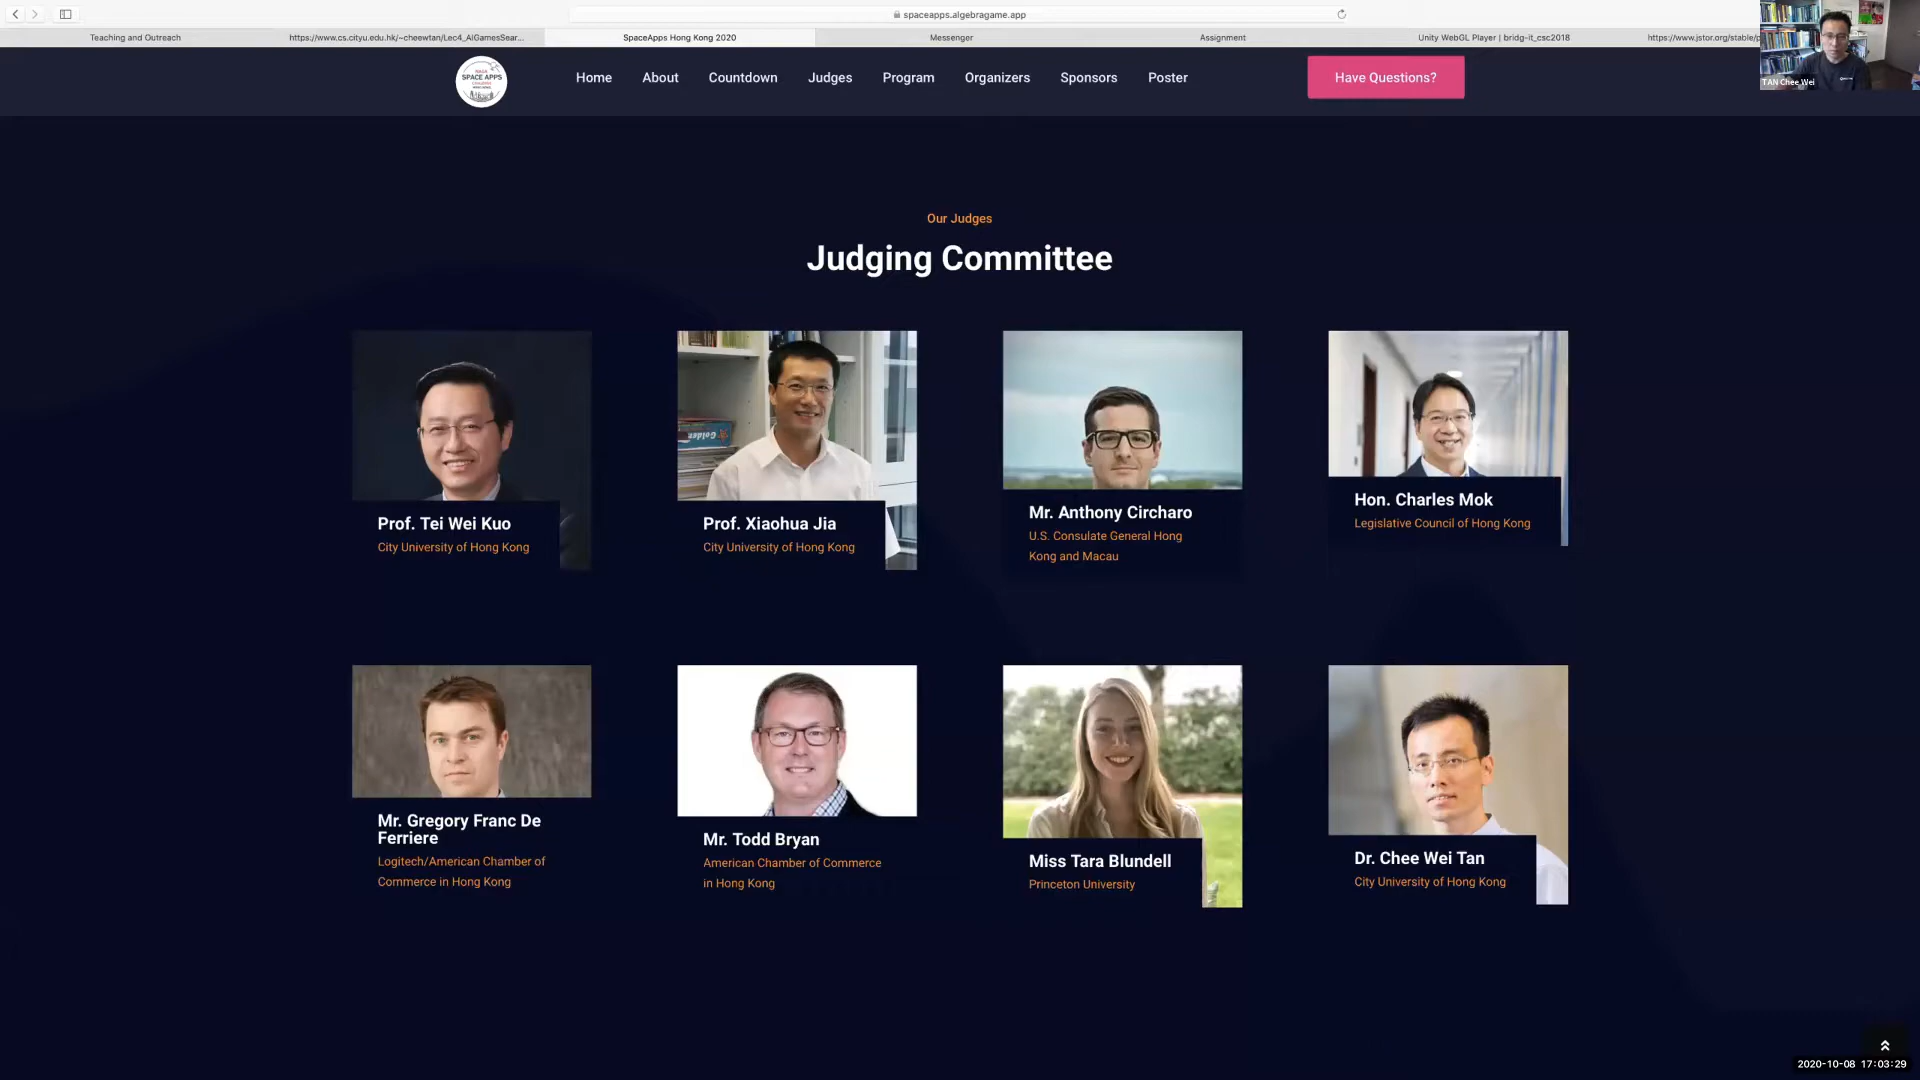 spaceapps.algebragame.app
Teaching and Outreach
https://www.cs.cityu.edu.hk/~cheewtan/Lec4_AIGamesSear...
SpaceApps Hong Kong 2020
Messenger
Assignment
Unity WebGL Player | bridg-it_csc2018
https://www.jstor.org/stable/p
TAN Chee Wei
SPACE APPS
Home
About
Countdown
Judges
Program
Organizers
Sponsors
Poster
Have Questions?
Our Judges
Judging Committee
Golden
Prof. Tei Wei Kuo
City University of Hong Kong
Prof. Xiaohua Jia
City University of Hong Kong
Mr. Anthony Circharo
U.S. Consulate General Hong
Kong and Macau
Hon. Charles Mok
Legislative Council of Hong Kong
Mr. Gregory Franc De
Ferriere
Logitech/American Chamber of
Commerce in Hong Kong
Mr. Todd Bryan
American Chamber of Commerce
in Hong Kong
Miss Tara Blundell
Princeton University
Dr. Chee Wei Tan
City University of Hong Kong
2020-10-08 17:03:29